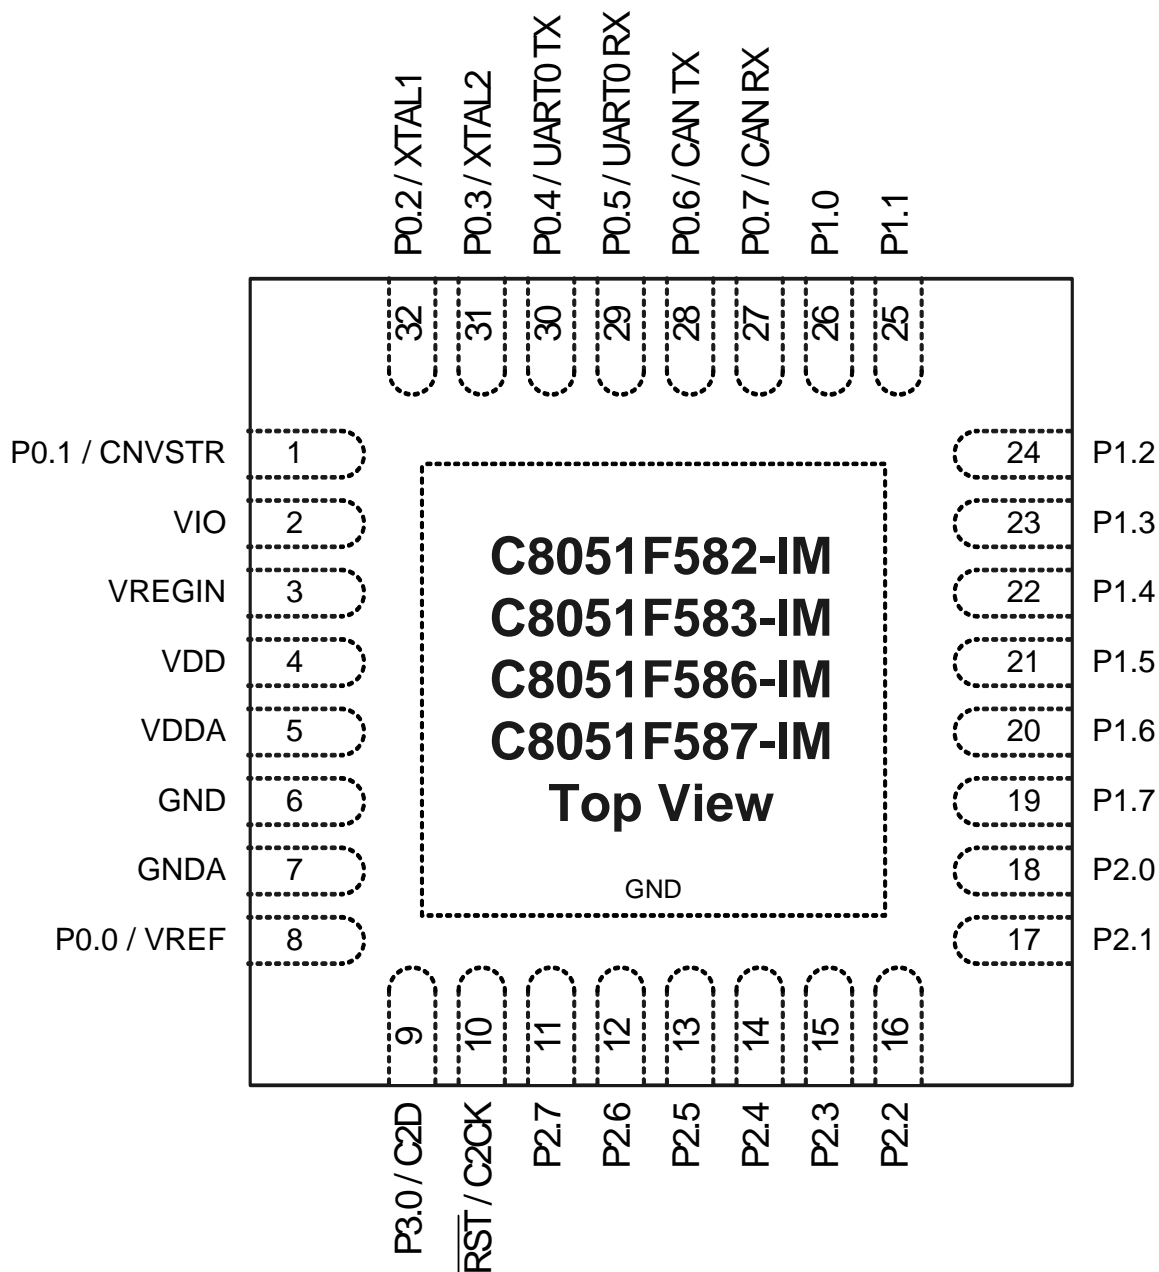 P0.2 / XTAL1
P0.3 / XTAL2
P0.4 / UART0 TX
P0.5 / UART0 RX
P0.6 / CAN TX
P0.7 / CAN RX
P1.0
P1.1
32
31
30
29
28
27
26
25
P0.1 / CNVSTR 1
VIO 2
VREGIN 3
VDD 4
VDDA 5
GND 6
GNDA 7
P0.0 / VREF 8
C8051F582-IM
C8051F583-IM
C8051F586-IM
C8051F587-IM
Top View
GND
24 P1.2
23 P1.3
22 P1.4
21 P1.5
20 P1.6
19 P1.7
18 P2.0
17 P2.1
9
10
11
12
13
14
15
16
P3.0 / C2D
R̅S̅T̅ / C2CK
P2.7
P2.6
P2.5
P2.4
P2.3
P2.2